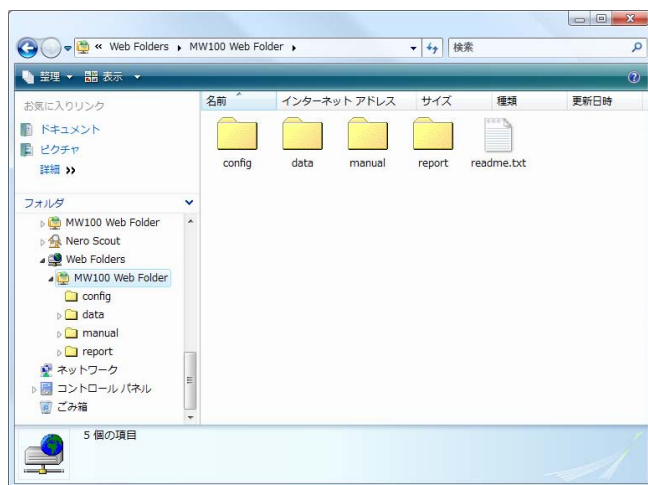 « Web Folders ▸ MW100 Web Folder ▸
検索
整理 表示
お気に入りリンク
ドキュメント
ピクチャ
詳細 »
フォルダ
MW100 Web Folder
Nero Scout
Web Folders
MW100 Web Folder
config
data
manual
report
ネットワーク
コントロール パネル
ごみ箱
名前 インターネット アドレス サイズ 種類 更新日時
config data manual report readme.txt
5 個の項目